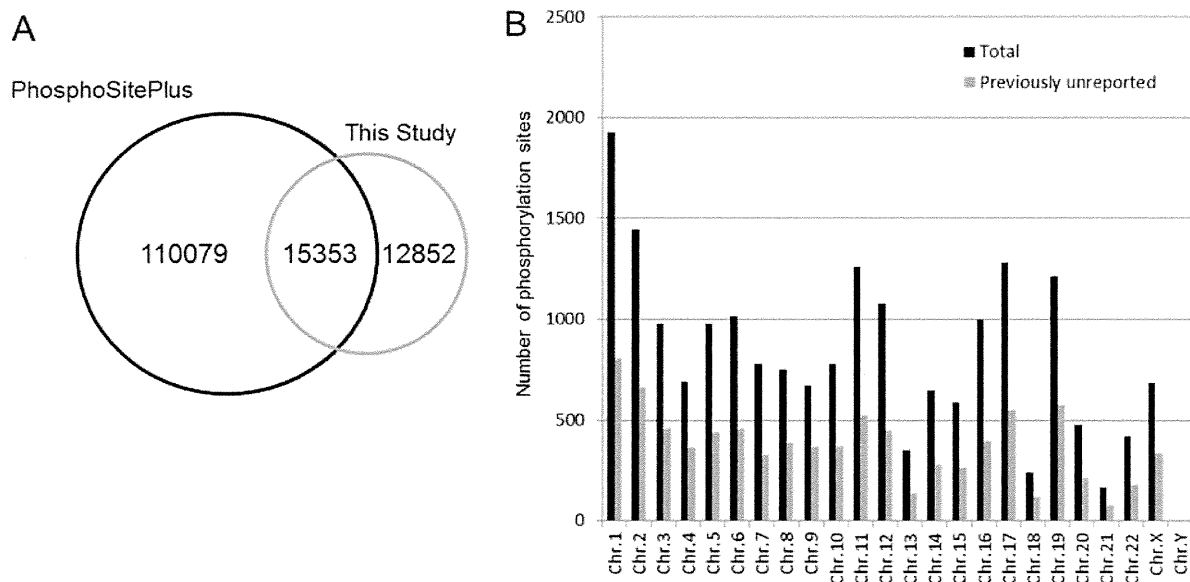 A
PhosphoSitePlus
This Study
110079
15353
12852
B
Number of phosphorylation sites
2500
2000
1500
1000
500
0
Total
Previously unreported
Chr.1
Chr.2
Chr.3
Chr.4
Chr.5
Chr.6
Chr.7
Chr.8
Chr.9
Chr.10
Chr.11
Chr.12
Chr.13
Chr.14
Chr.15
Chr.16
Chr.17
Chr.18
Chr.19
Chr.20
Chr.21
Chr.22
Chr.X
Chr.Y